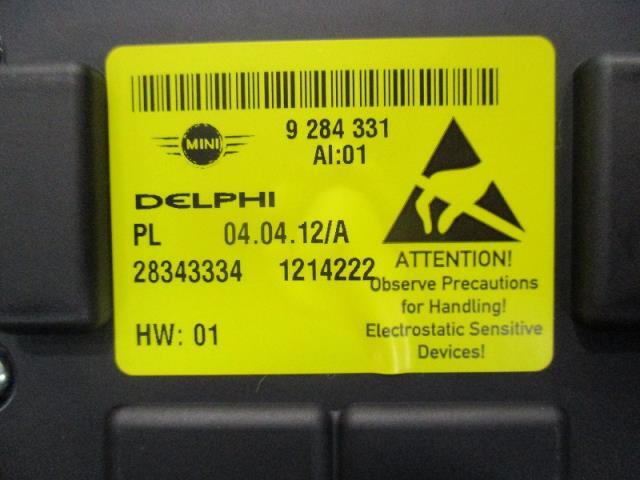 9 284 331
MINI
AI:01
DELPHI
PL 04.04.12/A
28343334 1214222
HW: 01
ATTENTION!
Observe Precautions
for Handling!
Electrostatic Sensitive
Devices!